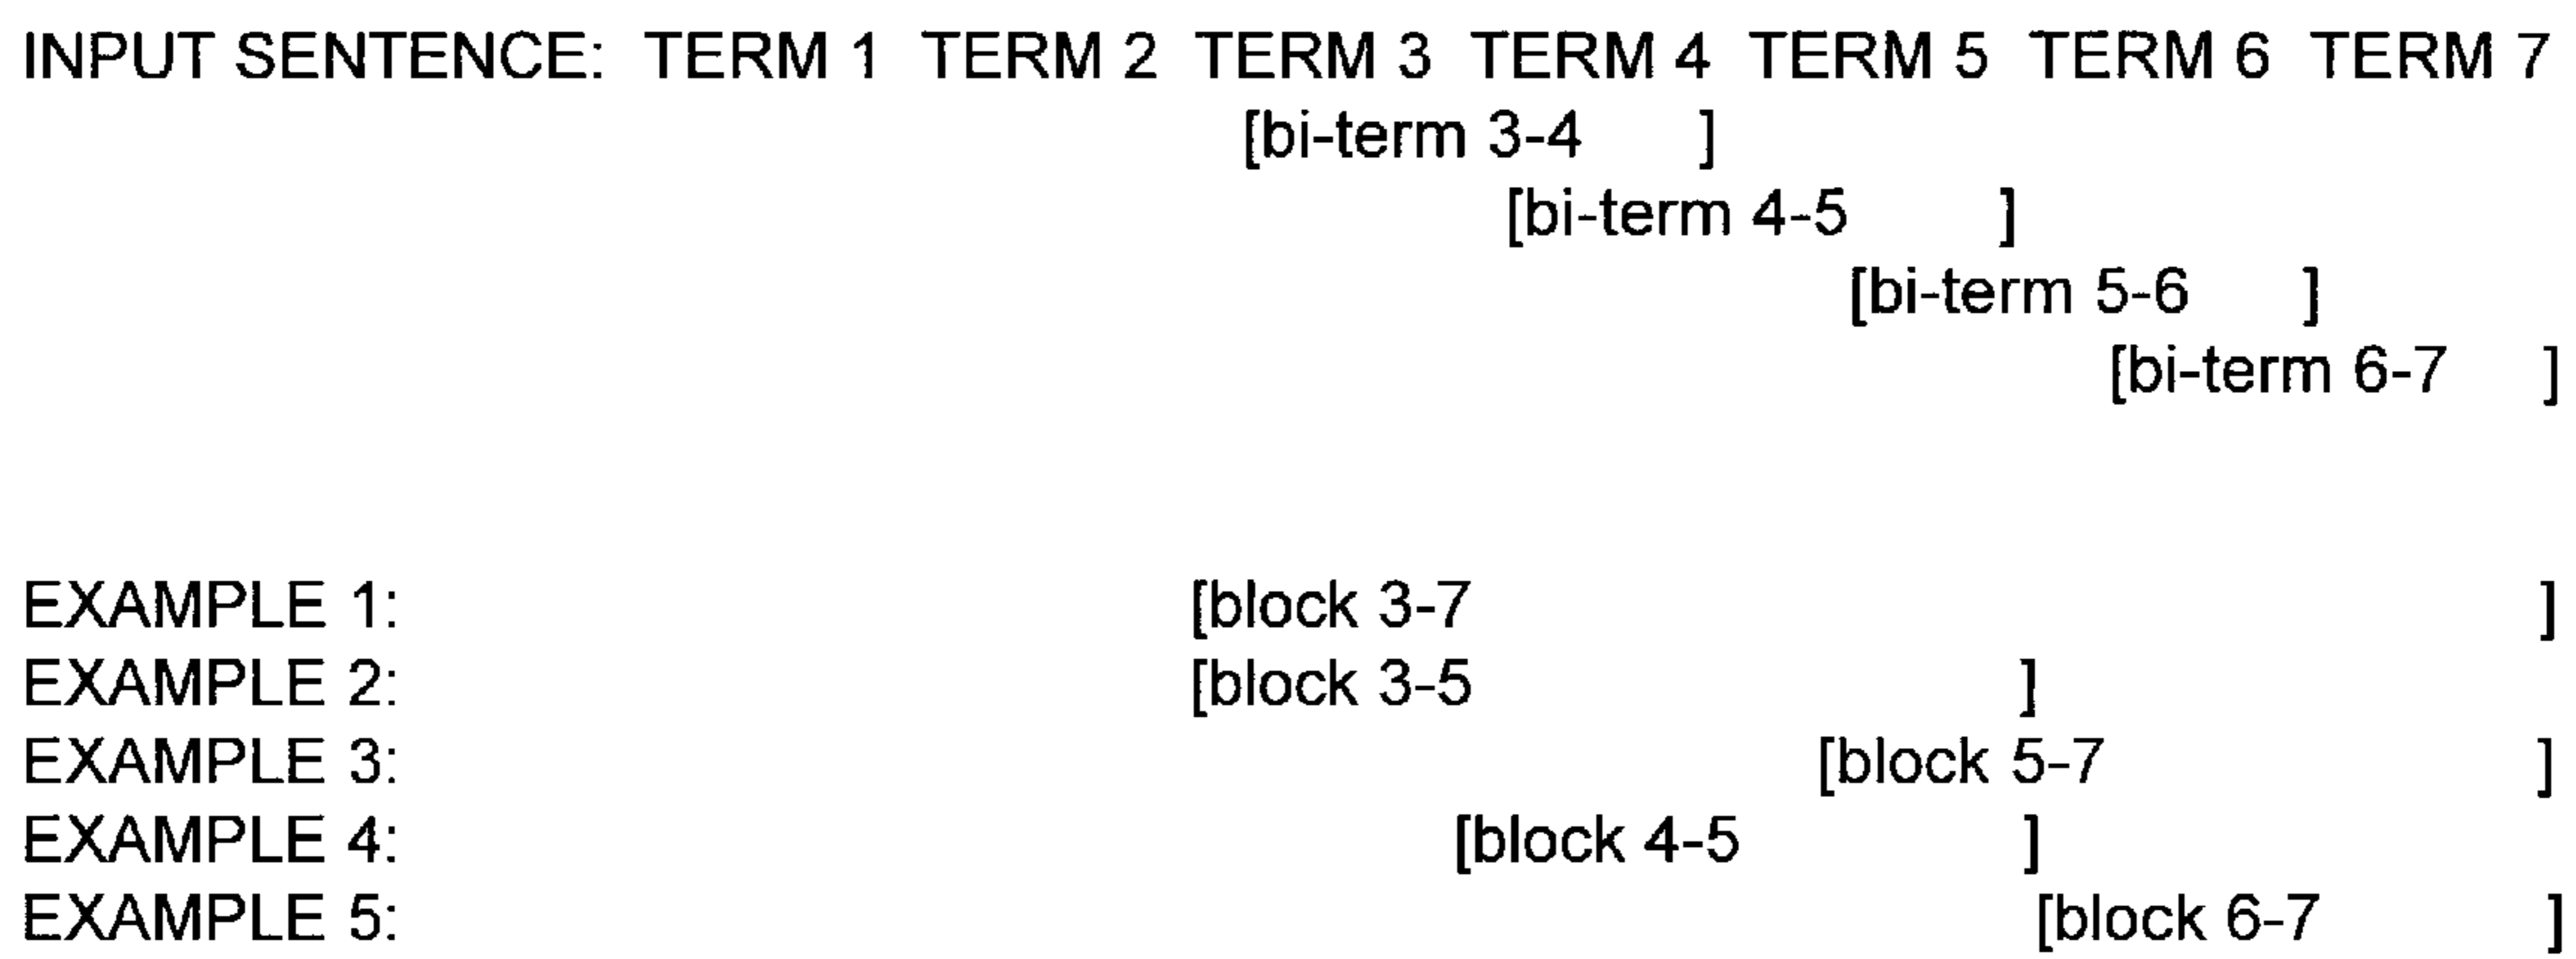 INPUT SENTENCE: TERM 1 TERM 2 TERM 3 TERM 4 TERM 5 TERM 6 TERM 7
[bi-term 3-4 ]
[bi-term 4-5 ]
[bi-term 5-6 ]
[bi-term 6-7 ]
EXAMPLE 1: [block 3-7 ]
EXAMPLE 2: [block 3-5 ]
EXAMPLE 3: [block 5-7 ]
EXAMPLE 4: [block 4-5 ]
EXAMPLE 5: [block 6-7 ]